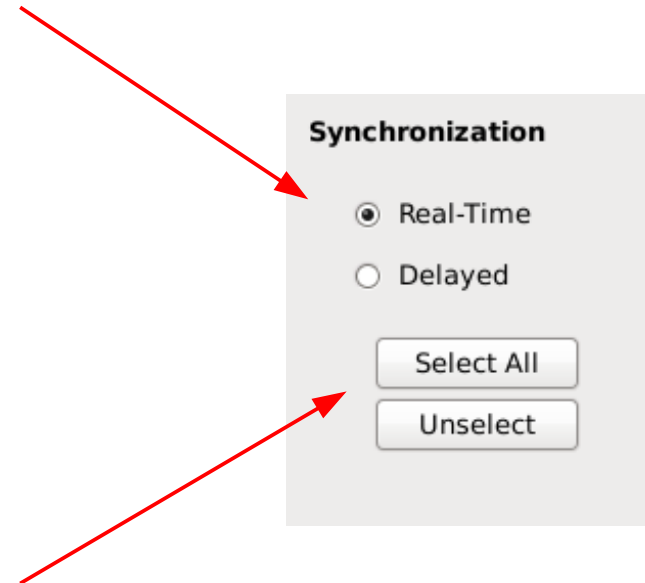 Synchronization
Real-Time
Delayed
Select All
Unselect